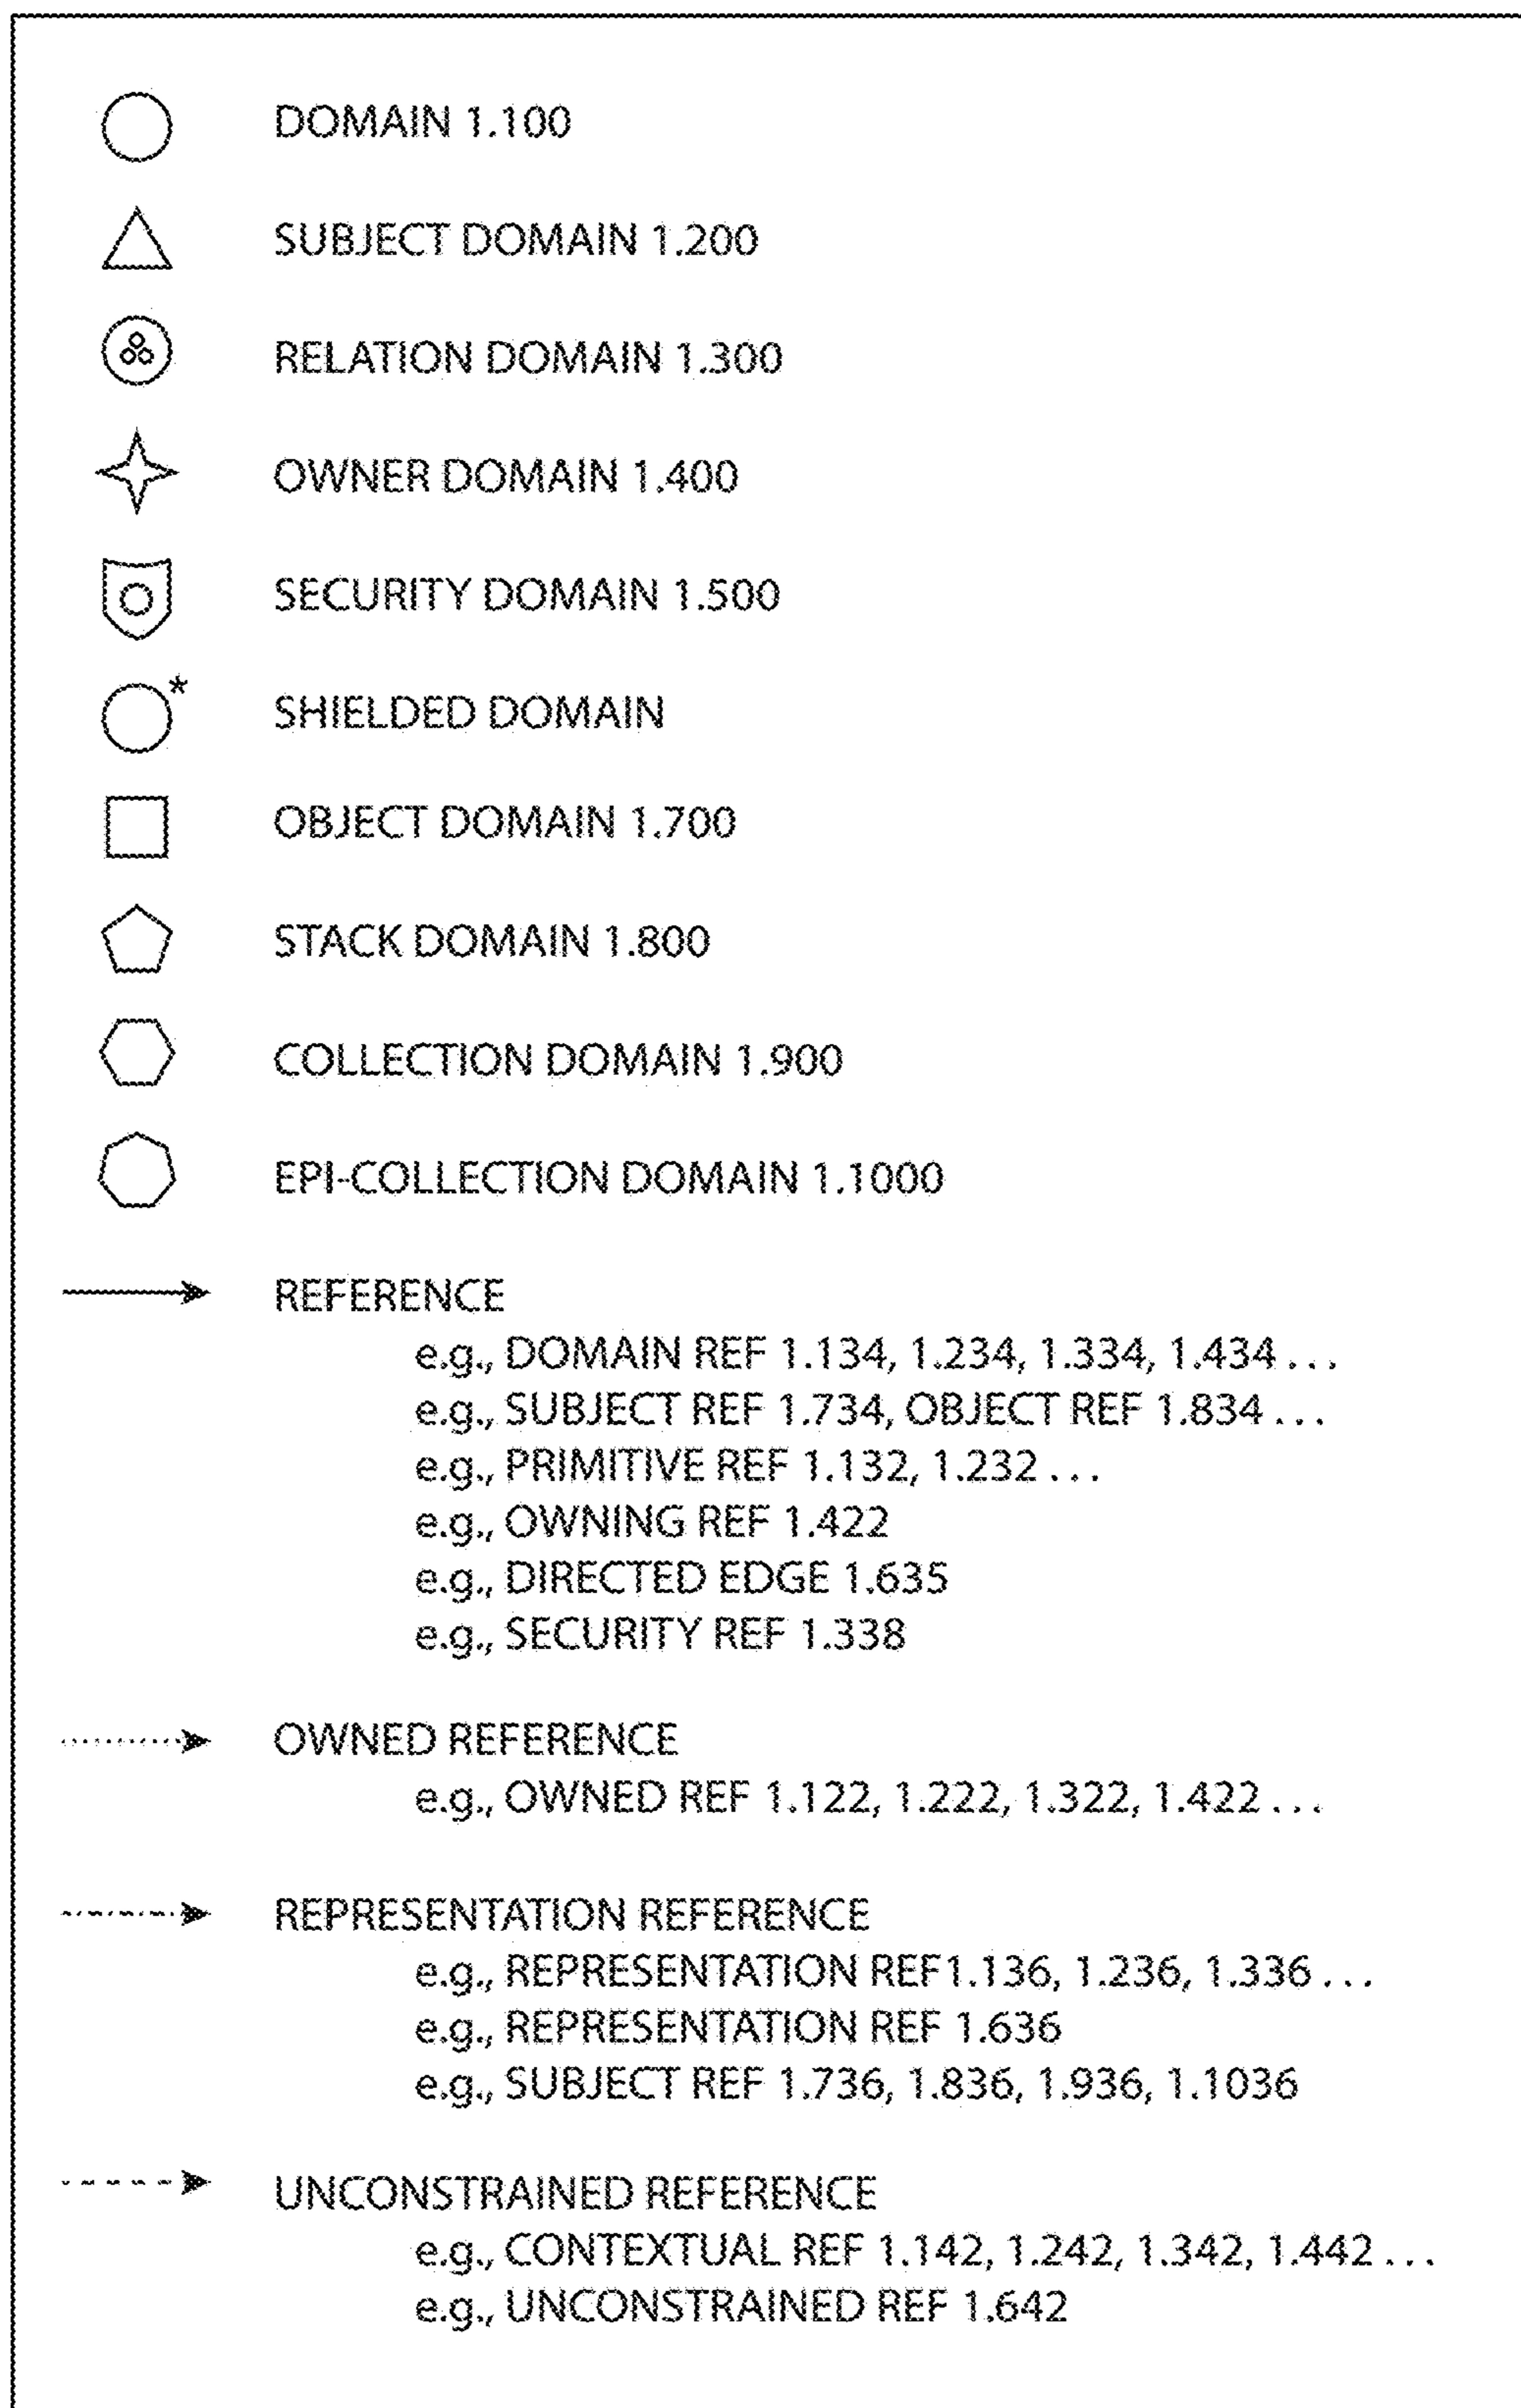 DOMAIN 1.100
SUBJECT DOMAIN 1.200
RELATION DOMAIN 1.300
OWNER DOMAIN 1.400
SECURITY DOMAIN 1.500
* SHIELDED DOMAIN
OBJECT DOMAIN 1.700
STACK DOMAIN 1.800
COLLECTION DOMAIN 1.900
EPI-COLLECTION DOMAIN 1.1000
REFERENCE
e.g., DOMAIN REF 1.134, 1.234, 1.334, 1.434 . . .
e.g., SUBJECT REF 1.734, OBJECT REF 1.834 . . .
e.g., PRIMITIVE REF 1.132, 1.232 . . .
e.g., OWNING REF 1.422
e.g., DIRECTED EDGE 1.635
e.g., SECURITY REF 1.338
OWNED REFERENCE
e.g., OWNED REF 1.122, 1.222, 1.322, 1.422 . . .
REPRESENTATION REFERENCE
e.g., REPRESENTATION REF1.136, 1.236, 1.336 . . .
e.g., REPRESENTATION REF 1.636
e.g., SUBJECT REF 1.736, 1.836, 1.936, 1.1036
UNCONSTRAINED REFERENCE
e.g., CONTEXTUAL REF 1.142, 1.242, 1.342, 1.442 . . .
e.g., UNCONSTRAINED REF 1.642